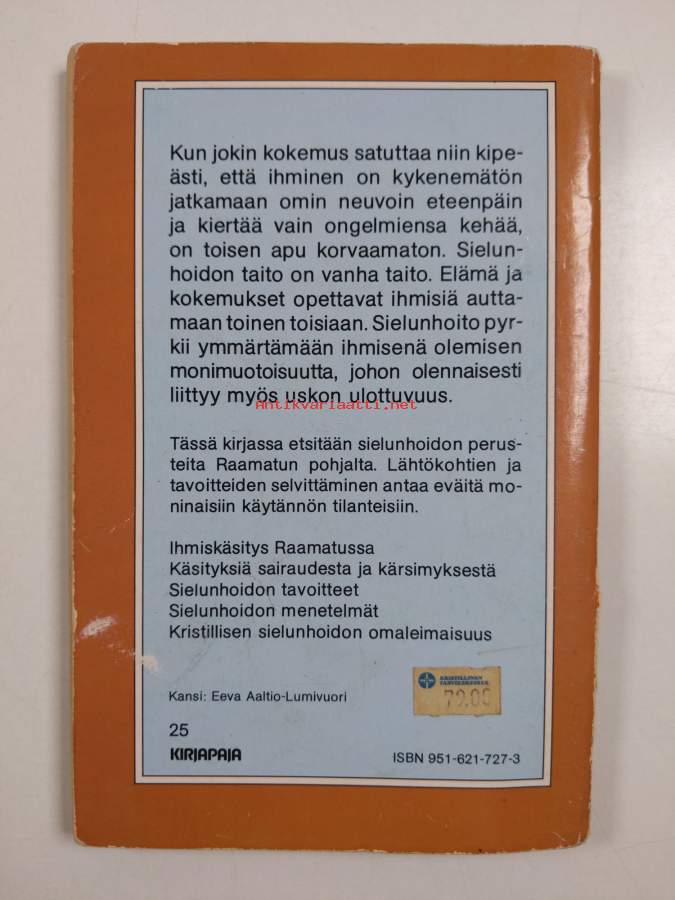 Kun jokin kokemus satuttaa niin kipe-
ästi, että ihminen on kykenemätön
jatkamaan omin neuvoin eteenpäin
ja kiertää vain ongelmiensa kehää,
on toisen apu korvaamaton. Sielun-
hoidon taito on vanha taito. Elämä ja
kokemukset opettavat ihmisiä autta-
maan toinen toisiaan. Sielunhoito pyr-
kii ymmärtämään ihmisenä olemisen
monimuotoisuutta, johon olennaisesti
liittyy myös uskon ulottuvuus.
Antikvariaatti.net
Tässä kirjassa etsitään sielunhoidon perus-
teita Raamatun pohjalta. Lähtökohtien ja
tavoitteiden selvittäminen antaa eväitä mo-
ninaisiin käytännön tilanteisiin.
Ihmiskäsitys Raamatussa
Käsityksiä sairaudesta ja kärsimyksestä
Sielunhoidon tavoitteet
Sielunhoidon menetelmät
Kristillisen sielunhoidon omaleimaisuus
KRISTILLINEN
79.00
Kansi: Eeva Aaltio-Lumivuori
25
KIRJAPAJA
ISBN 951-621-727-3